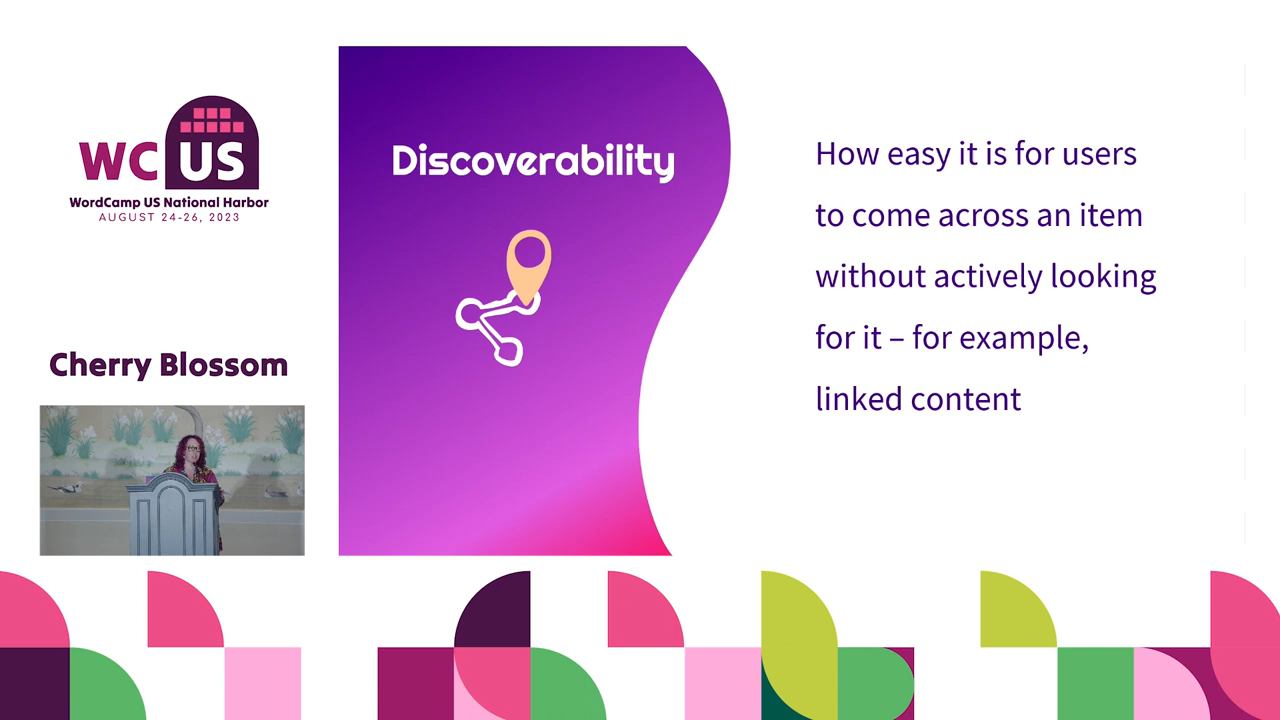 WC US
WordCamp US National Harbor
AUGUST 24-26, 2023
Cherry Blossom
Discoverability
How easy it is for users
to come across an item
without actively looking
for it – for example,
linked content